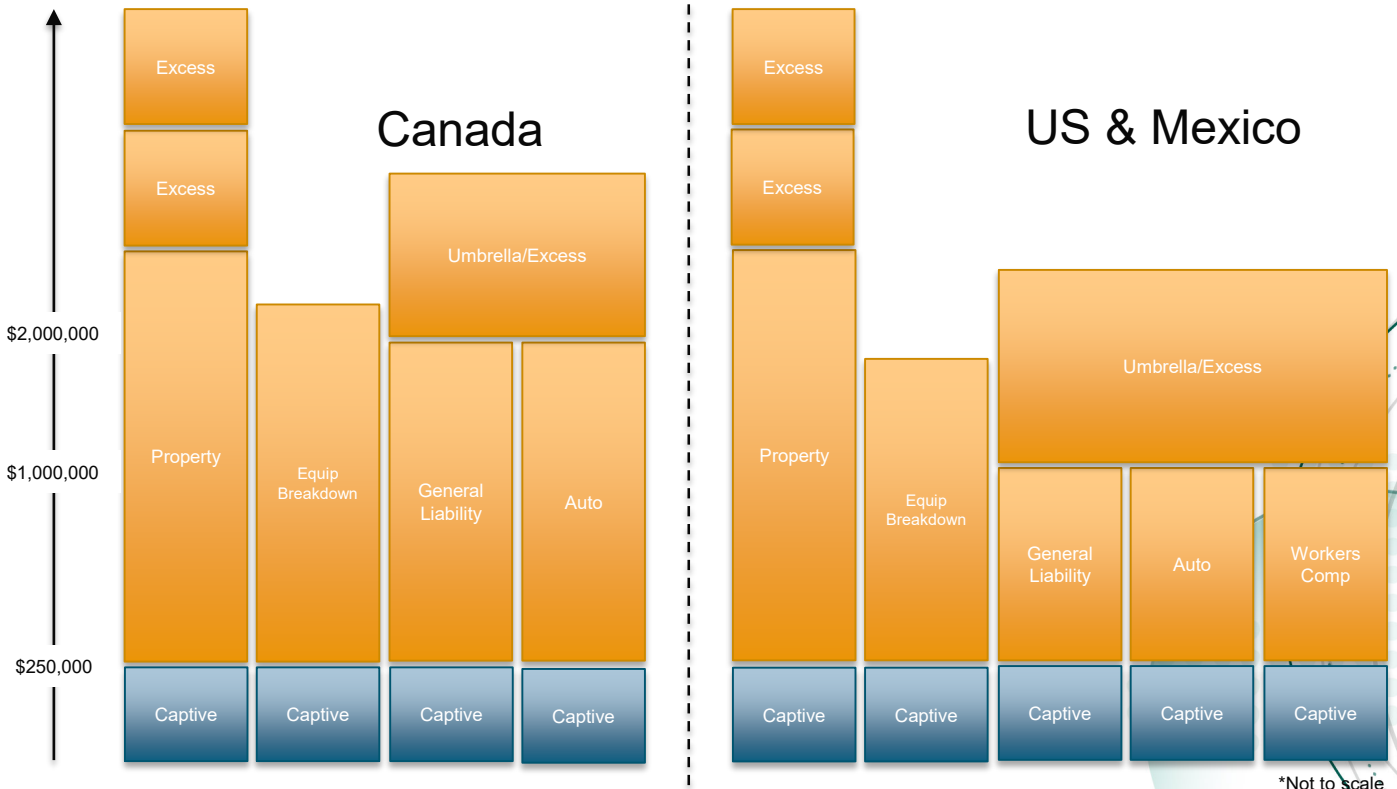 Canada
$2,000,000
$1,000,000
$250,000
Excess
Excess
Property
Captive
Equip
Breakdown
Captive
Umbrella/Excess
General
Liability
Captive
Auto
Captive
US & Mexico
Excess
Excess
Property
Captive
Equip
Breakdown
Captive
Umbrella/Excess
General
Liability
Captive
Auto
Captive
Workers
Comp
Captive
*Not to scale